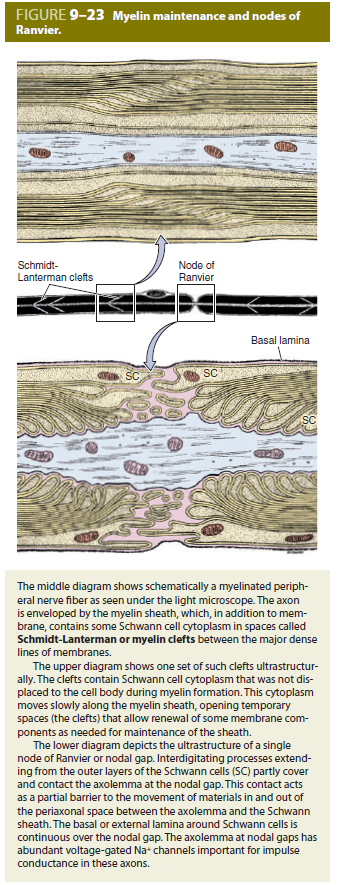 FIGURE 9–23 Myelin maintenance and nodes of
Ranvier.
Schmidt-
Lanterman clefts
Node of
Ranvier
Basal lamina
SC
SC
SC
The middle diagram shows schematically a myelinated periph-
eral nerve fiber as seen under the light microscope. The axon
is enveloped by the myelin sheath, which, in addition to mem-
brane, contains some Schwann cell cytoplasm in spaces called
Schmidt-Lanterman or myelin clefts between the major dense
lines of membranes.
The upper diagram shows one set of such clefts ultrastructur-
ally. The clefts contain Schwann cell cytoplasm that was not dis-
placed to the cell body during myelin formation. This cytoplasm
moves slowly along the myelin sheath, opening temporary
spaces (the clefts) that allow renewal of some membrane com-
ponents as needed for maintenance of the sheath.
The lower diagram depicts the ultrastructure of a single
node of Ranvier or nodal gap. Interdigitating processes extend-
ing from the outer layers of the Schwann cells (SC) partly cover
and contact the axolemma at the nodal gap. This contact acts
as a partial barrier to the movement of materials in and out of
the periaxonal space between the axolemma and the Schwann
sheath. The basal or external lamina around Schwann cells is
continuous over the nodal gap. The axolemma at nodal gaps has
abundant voltage-gated Na⁺ channels important for impulse
conductance in these axons.